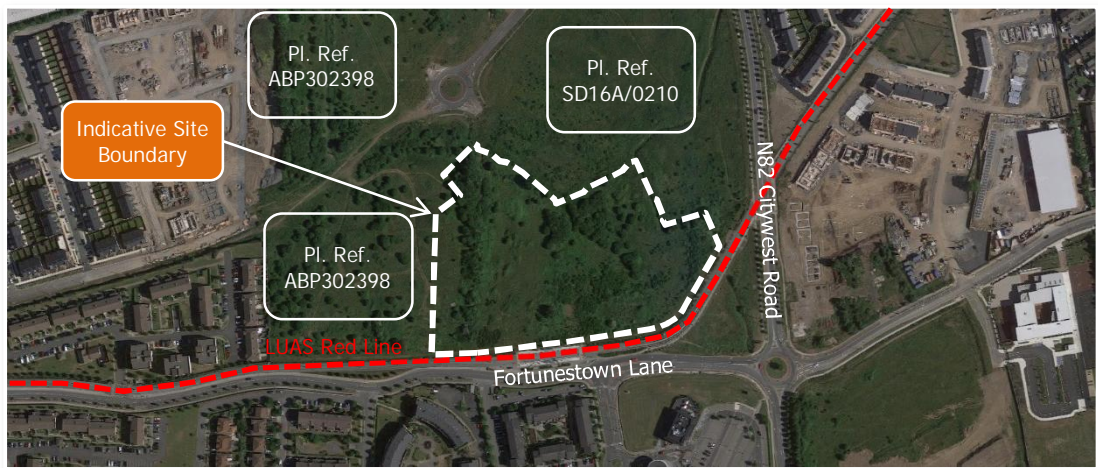 Pl. Ref.
ABP302398
Pl. Ref.
SD16A/0210
Indicative Site
Boundary
Pl. Ref.
ABP302398
N82 Citywest Road
LUAS Red Line
Fortunestown Lane